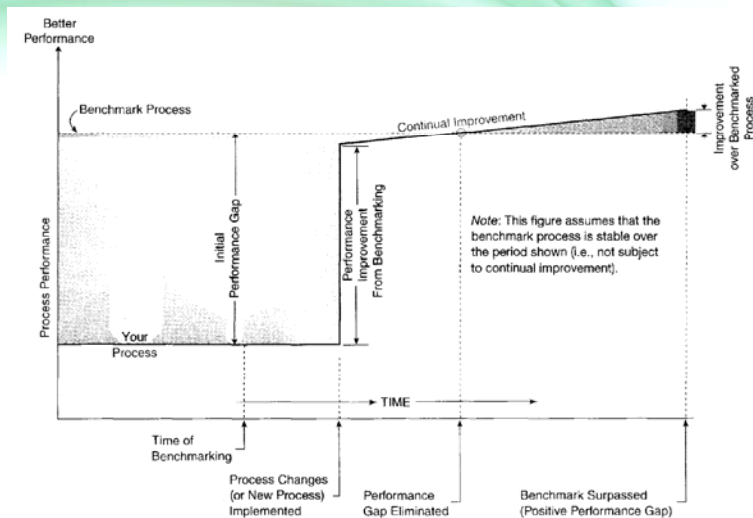 Better
Performance
Benchmark Process
Continual Improvement
Improvement
over Benchmarked
Process
Initial
Performance Gap
Performance
Improvement
From Benchmarking
Note: This figure assumes that the
benchmark process is stable over
the period shown (i.e., not subject
to continual improvement).
Process Performance
Your
Process
TIME
Time of
Benchmarking
Process Changes
(or New Process)
Implemented
Performance
Gap Eliminated
Benchmark Surpassed
(Positive Performance Gap)